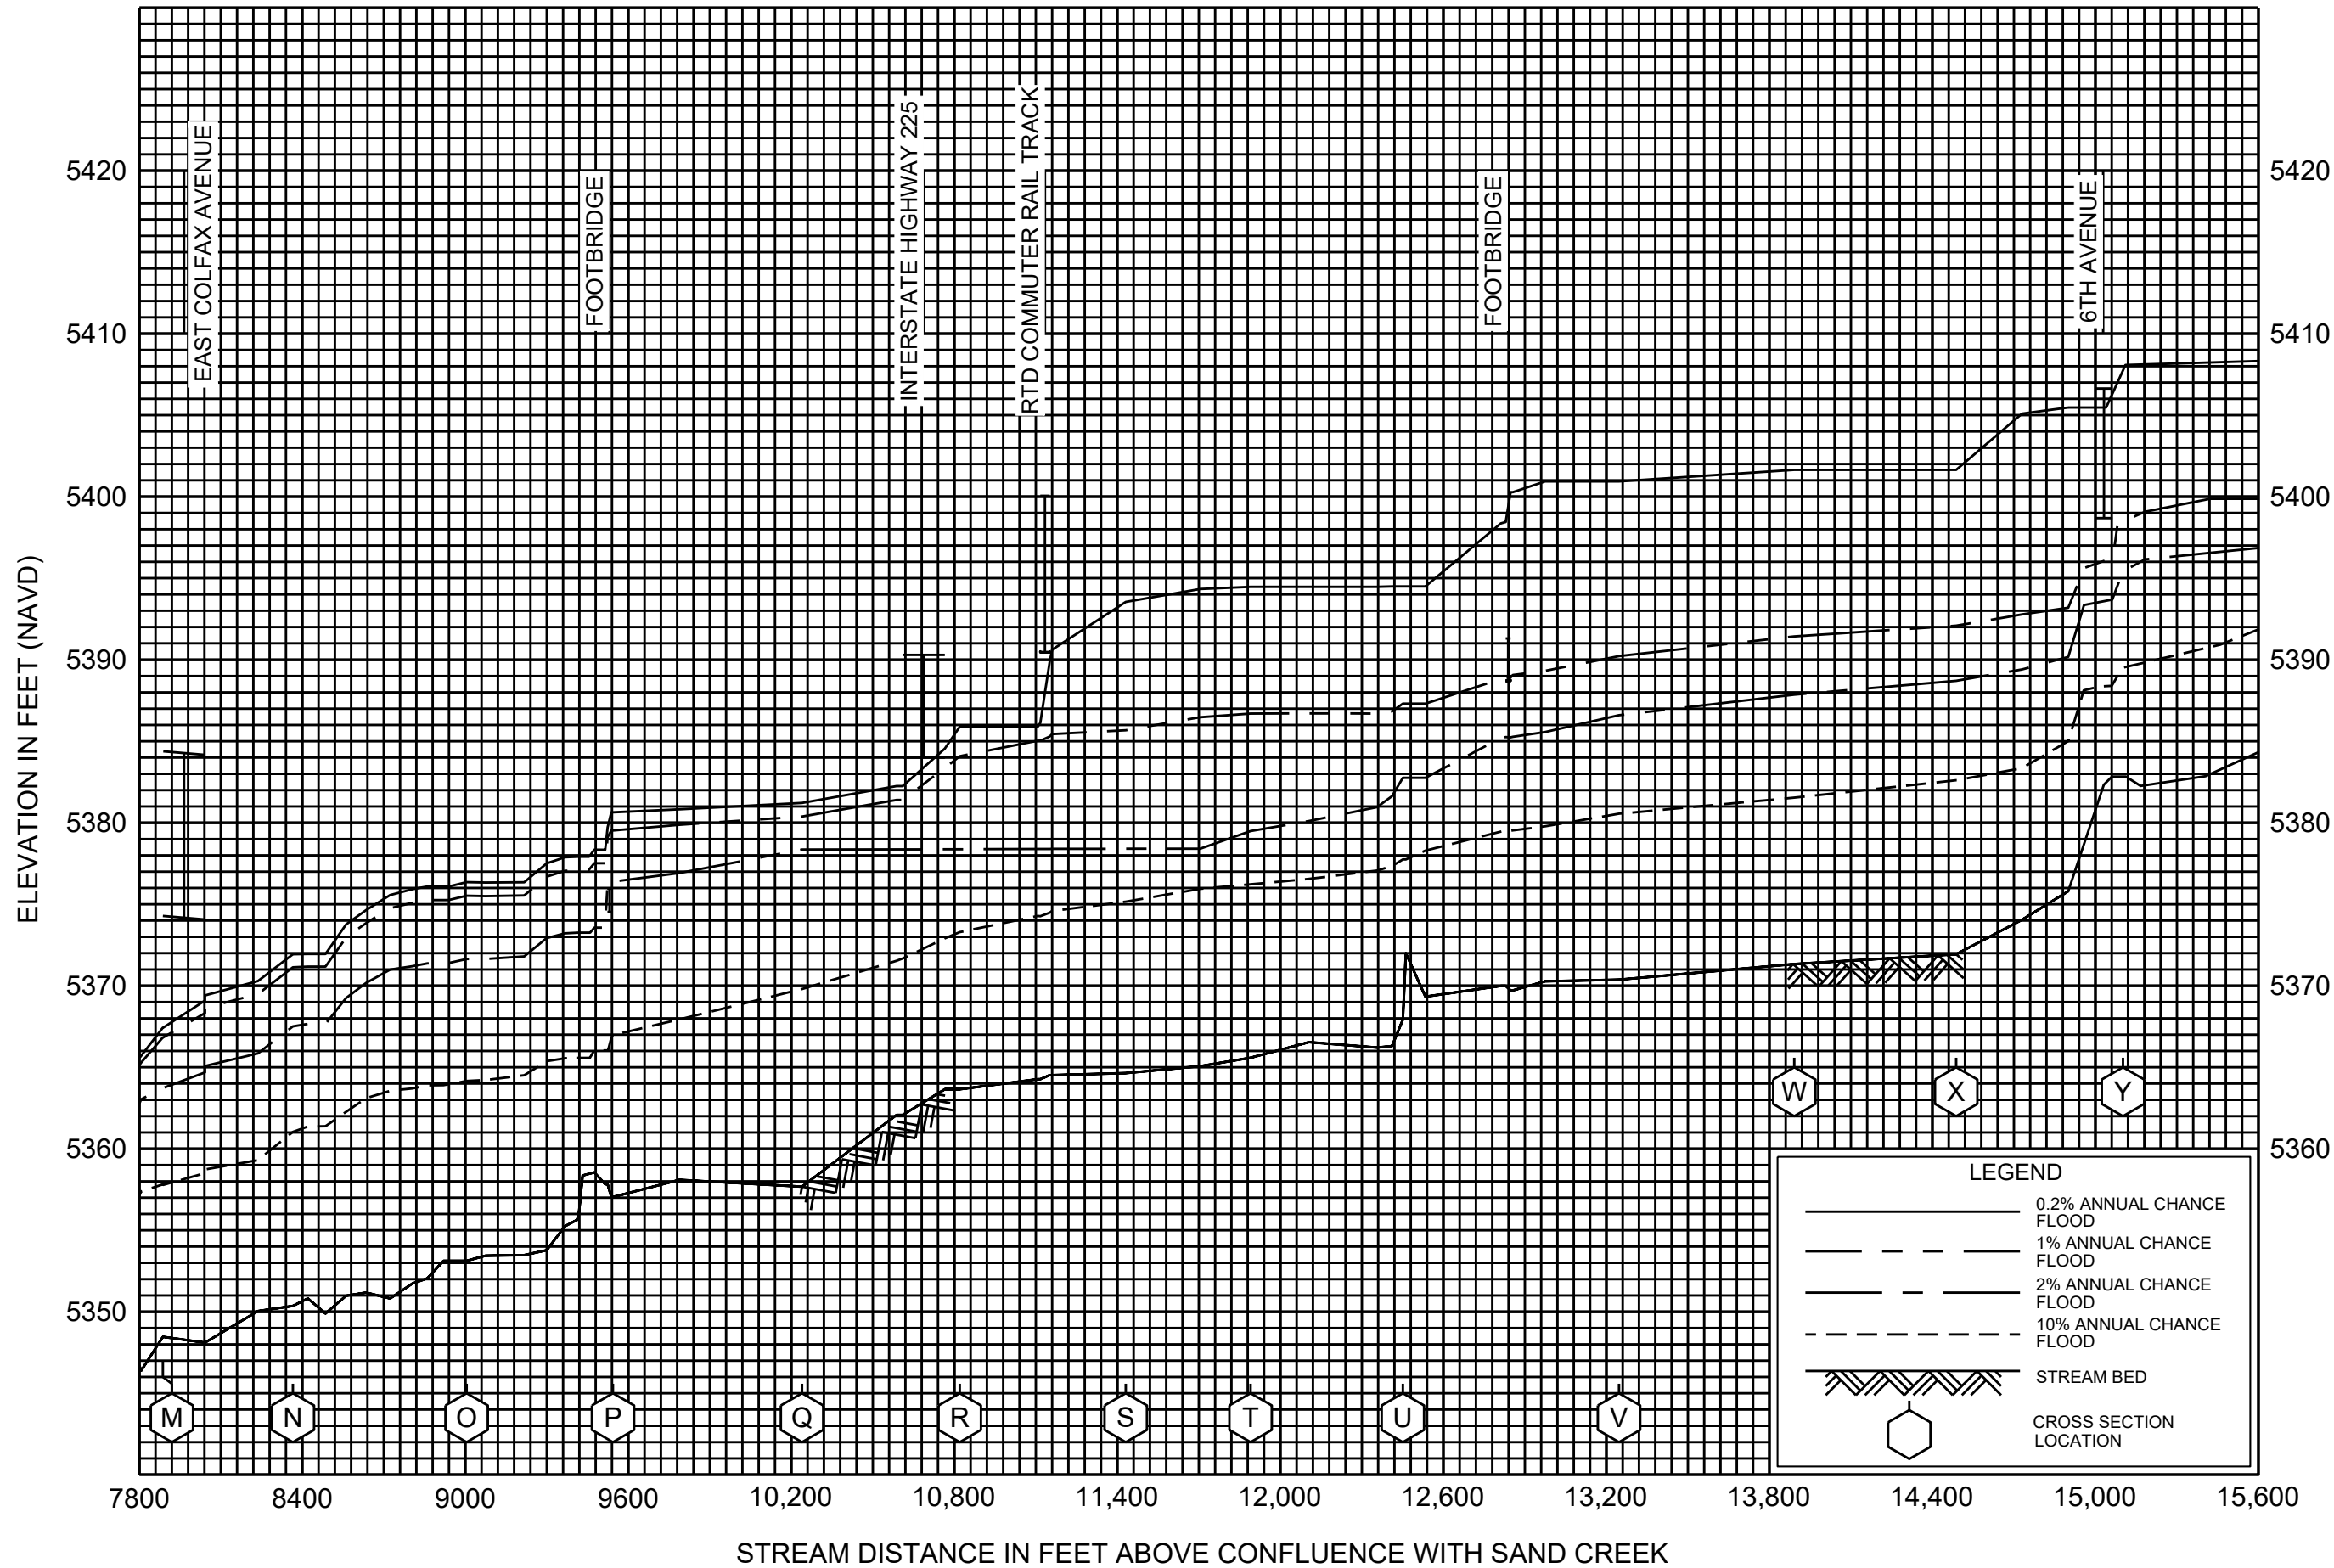 EAST COLFAX AVENUE
FOOTBRIDGE
INTERSTATE HIGHWAY 225
RTD COMMUTER RAIL TRACK
FOOTBRIDGE
6TH AVENUE
ELEVATION IN FEET (NAVD)
5420
5410
5400
5390
5380
5370
5360
5350
5420
5410
5400
5390
5380
5370
5360
W
X
Y
M
N
O
P
Q
R
S
T
U
V
LEGEND
0.2% ANNUAL CHANCE
FLOOD
1% ANNUAL CHANCE
FLOOD
2% ANNUAL CHANCE
FLOOD
10% ANNUAL CHANCE
FLOOD
STREAM BED
CROSS SECTION
LOCATION
7800 8400 9000 9600 10,200 10,800 11,400 12,000 12,600 13,200 13,800 14,400 15,000 15,600
STREAM DISTANCE IN FEET ABOVE CONFLUENCE WITH SAND CREEK